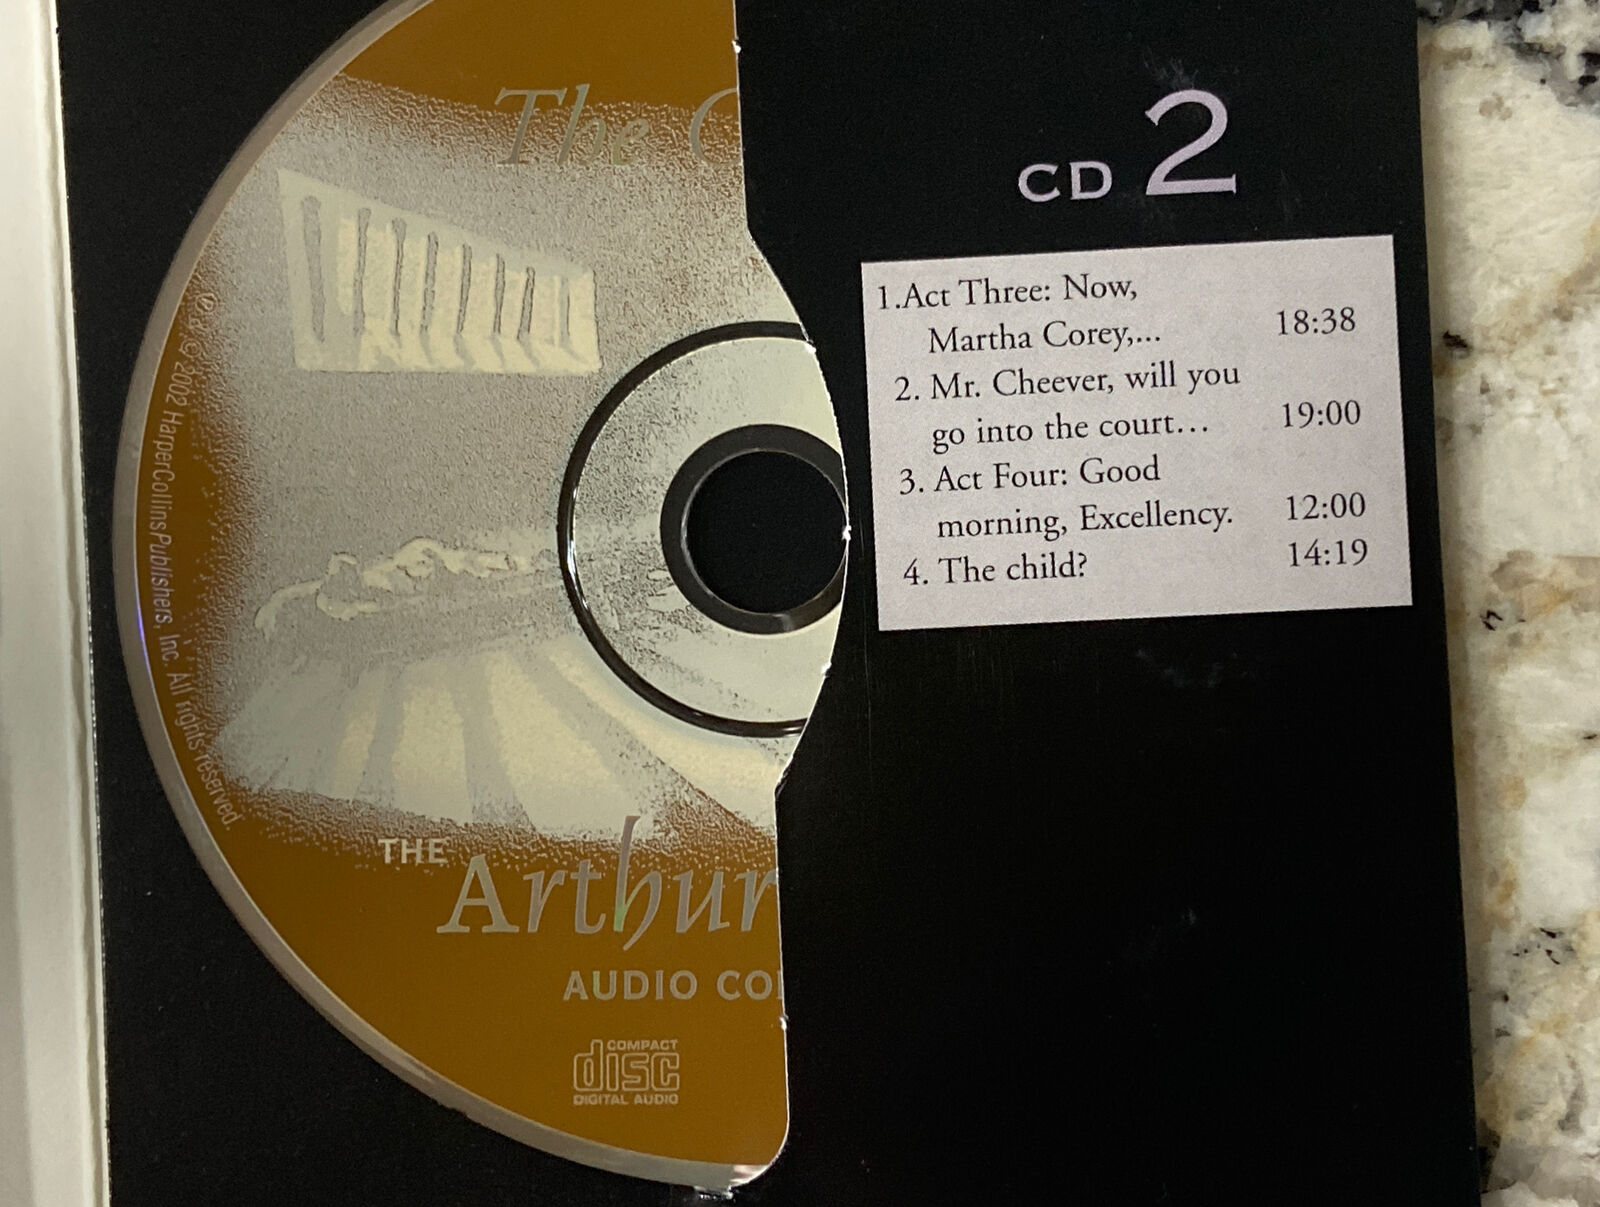 The C
℗ & © 2002 HarperCollinsPublishers, Inc. All rights reserved.
THE
Arthur
AUDIO CO
COMPACT
disc
DIGITAL AUDIO
CD 2
1.Act Three: Now,
Martha Corey,... 18:38
2. Mr. Cheever, will you
go into the court... 19:00
3. Act Four: Good
morning, Excellency. 12:00
4. The child? 14:19